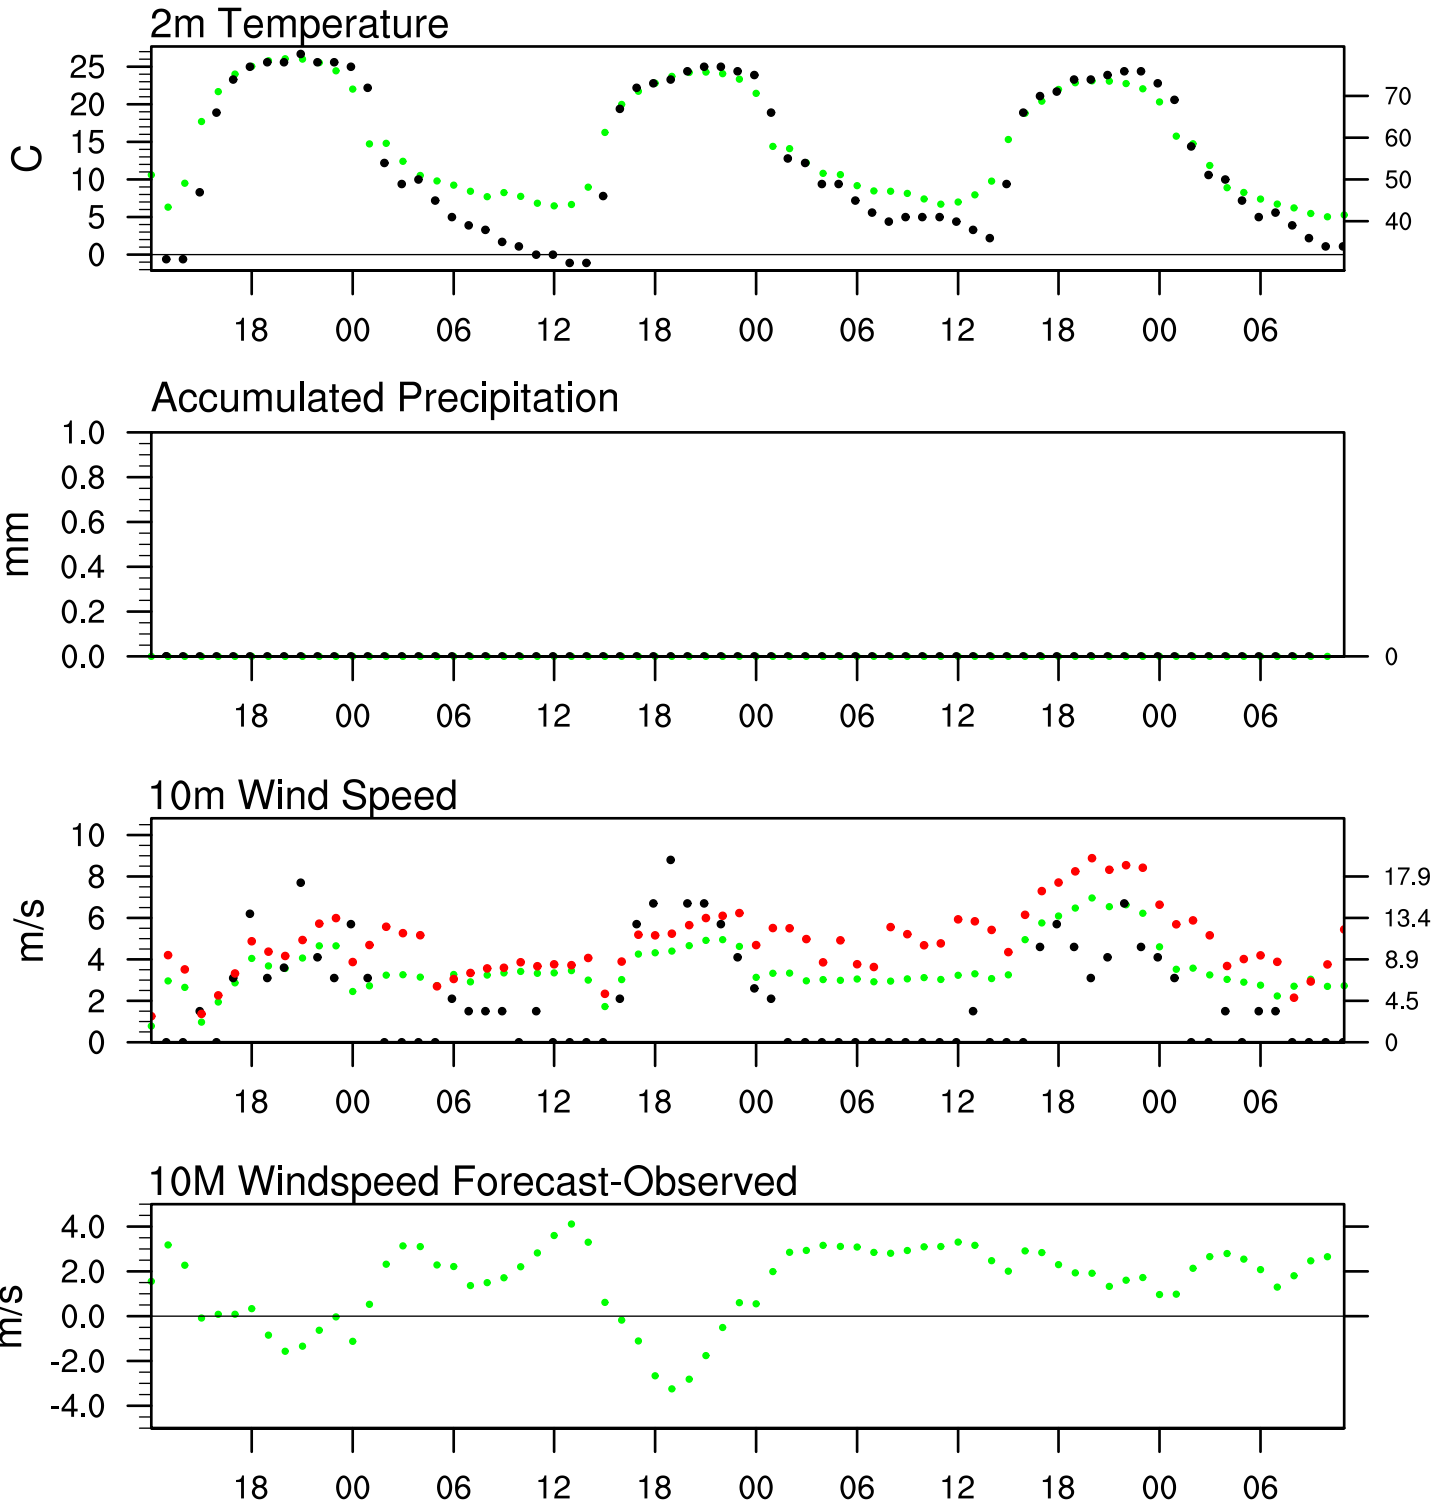 2m Temperature
C
25
20
15
10
5
0
70
60
50
40
18 00 06 12 18 00 06 12 18 00 06
Accumulated Precipitation
mm
1.0
0.8
0.6
0.4
0.2
0.0
0
18 00 06 12 18 00 06 12 18 00 06
10m Wind Speed
m/s
10
8
6
4
2
0
17.9
13.4
8.9
4.5
0
18 00 06 12 18 00 06 12 18 00 06
10M Windspeed Forecast-Observed
m/s
4.0
2.0
0.0
-2.0
-4.0
18 00 06 12 18 00 06 12 18 00 06